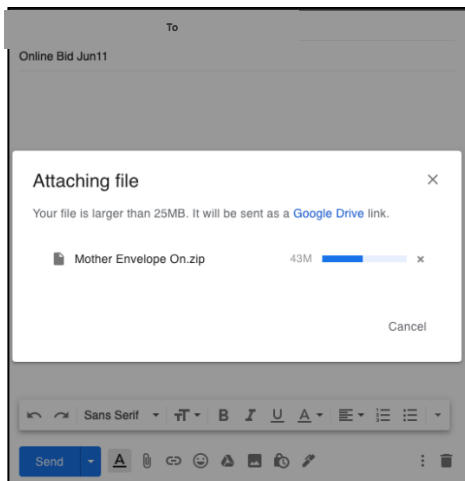 To
Online Bid Jun11
Attaching file
Your file is larger than 25MB. It will be sent as a Google Drive link.
Mother Envelope On.zip 43M
Cancel
Sans Serif
Send